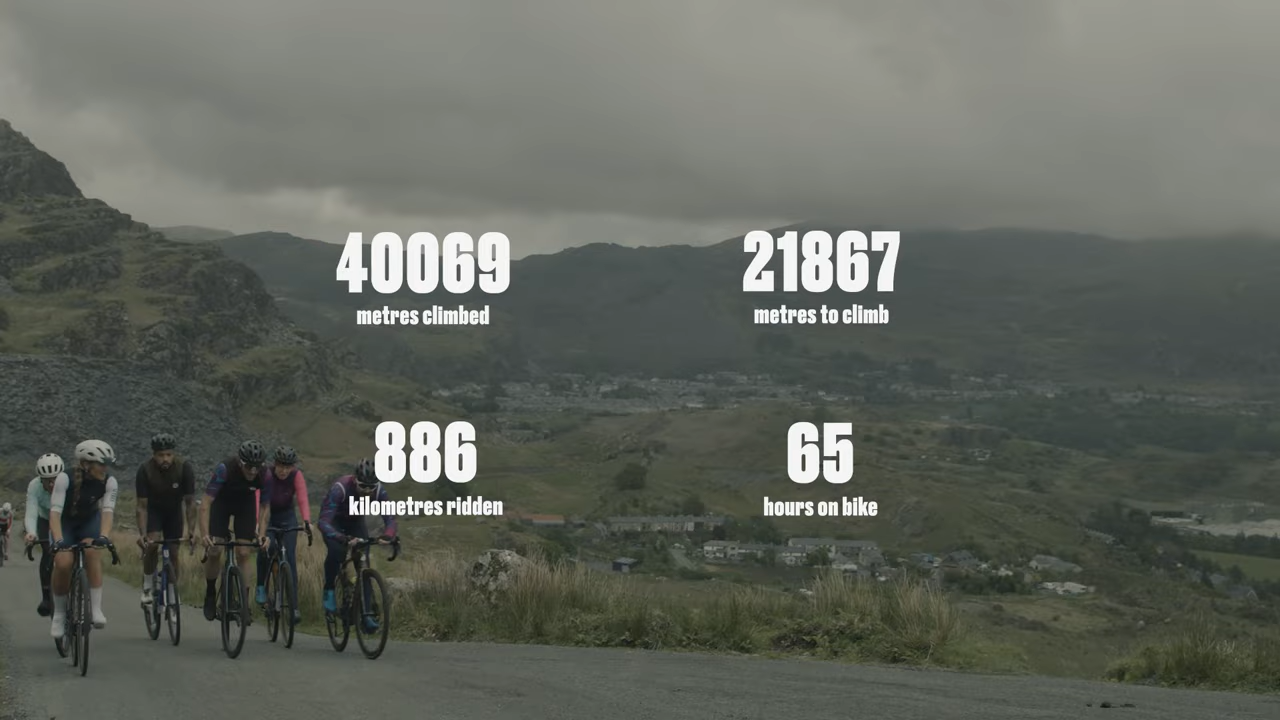 40069
metres climbed
21867
metres to climb
886
kilometres ridden
65
hours on bike